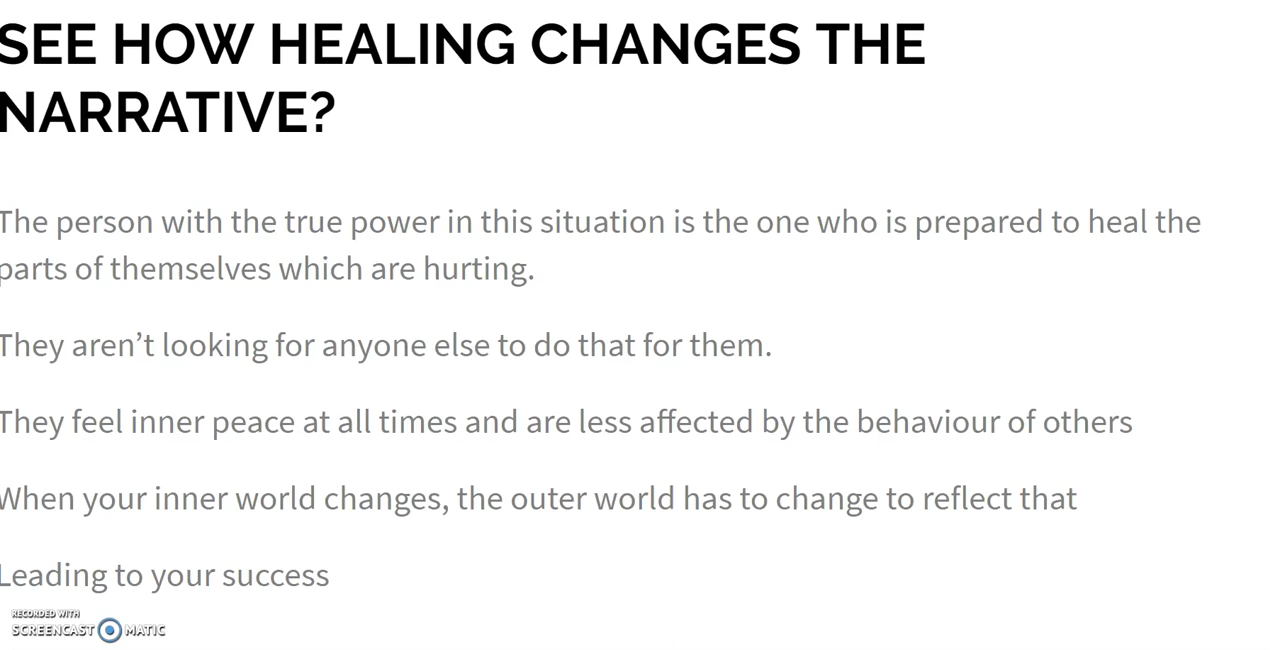 SEE HOW HEALING CHANGES THE
NARRATIVE?
The person with the true power in this situation is the one who is prepared to heal the
parts of themselves which are hurting.
They aren’t looking for anyone else to do that for them.
They feel inner peace at all times and are less affected by the behaviour of others
When your inner world changes, the outer world has to change to reflect that
Leading to your success
RECORDED WITH
SCREENCAST MATIC